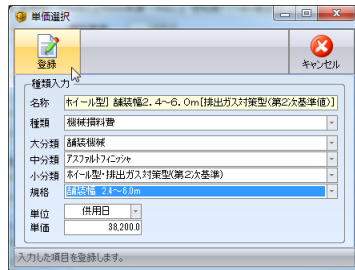 単価選択
登録
キャンセル
種類入力
名称 ホイール型] 舗装幅2.4～6.0m[排出ガス対策型(第2次基準値)]
種類 機械損料費
大分類 舗装機械
中分類 アスファルトフィニッシャ
小分類 ホイール型・排出ガス対策型(第2次基準)
規格 舗装幅 2.4～6.0m
単位 供用日
単価 38,200.0
入力した項目を登録します。